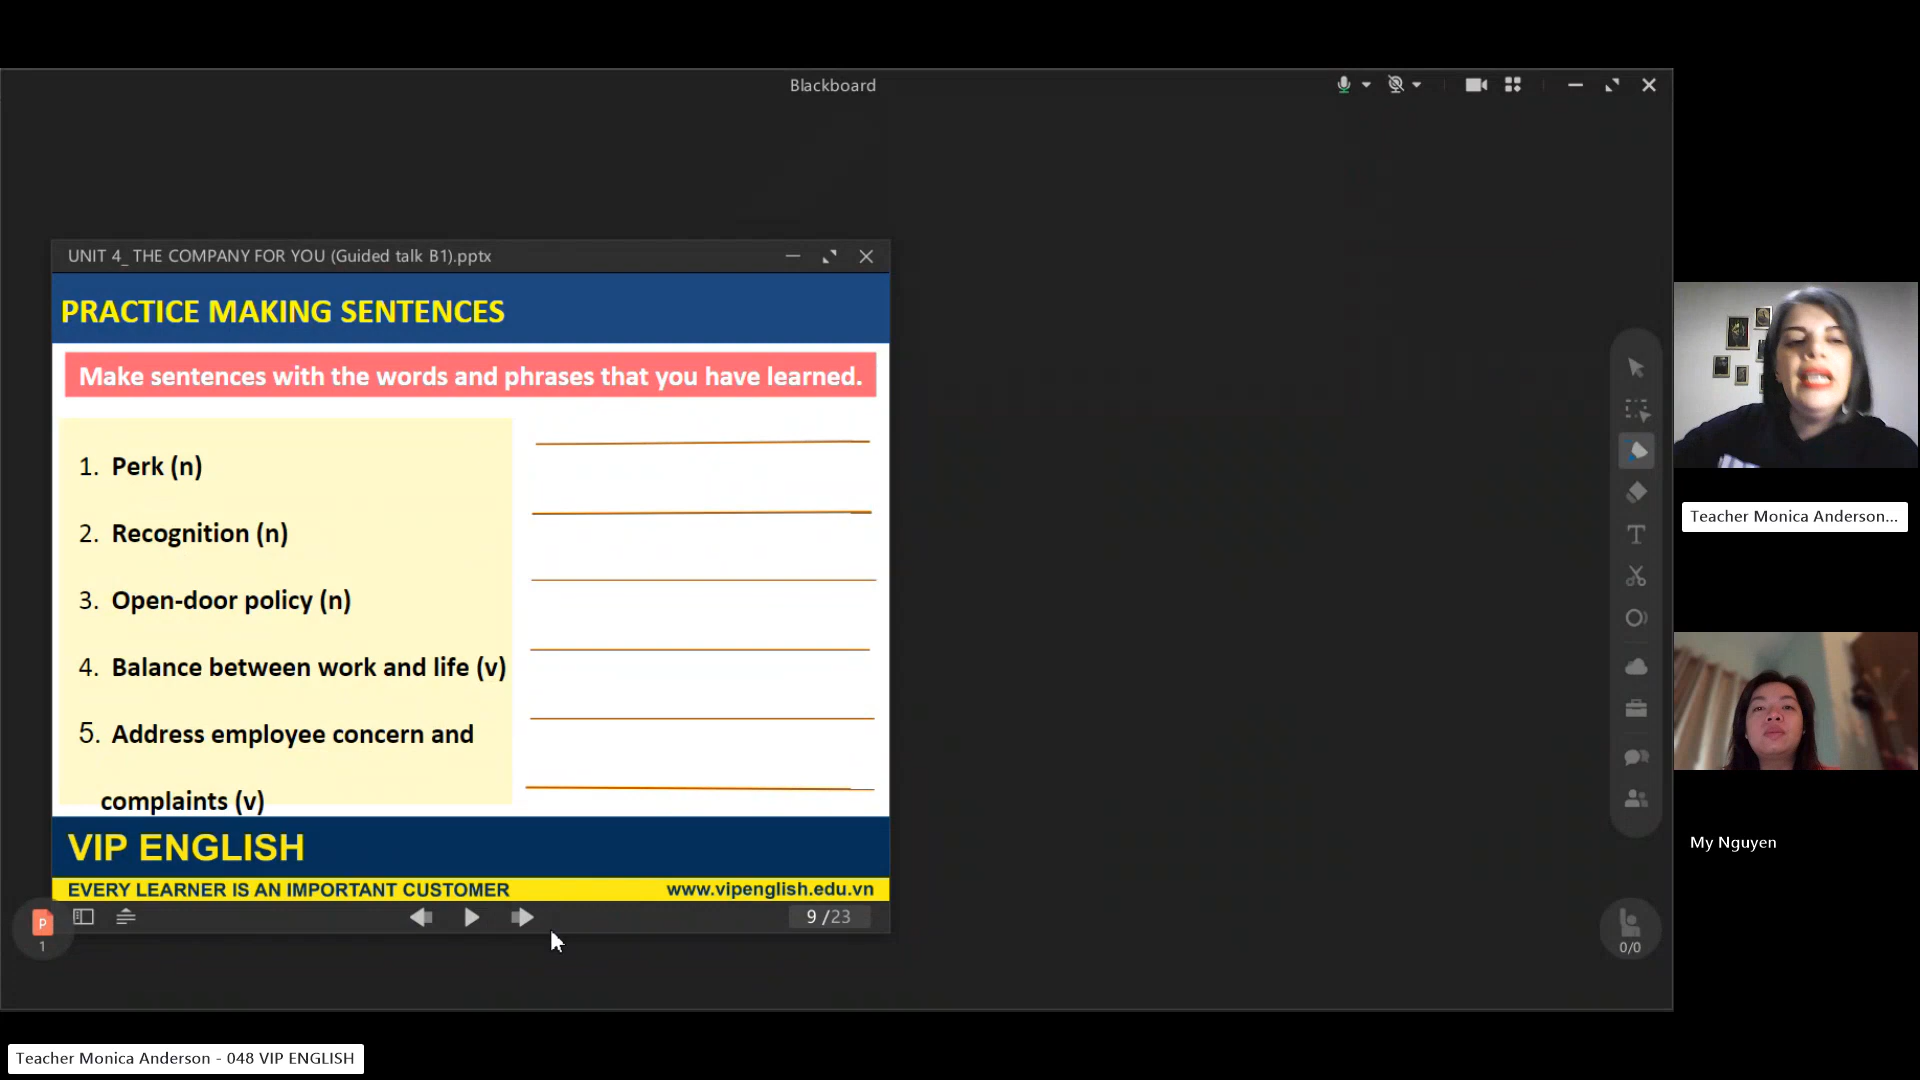 Blackboard
UNIT 4_ THE COMPANY FOR YOU (Guided talk B1).pptx
PRACTICE MAKING SENTENCES
Make sentences with the words and phrases that you have learned.
1. Perk (n)
2. Recognition (n)
3. Open-door policy (n)
4. Balance between work and life (v)
5. Address employee concern and
complaints (v)
VIP ENGLISH
EVERY LEARNER IS AN IMPORTANT CUSTOMER
www.vipenglish.edu.vn
P
1
9 /23
T
0/0
Teacher Monica Anderson...
My Nguyen
Teacher Monica Anderson - 048 VIP ENGLISH